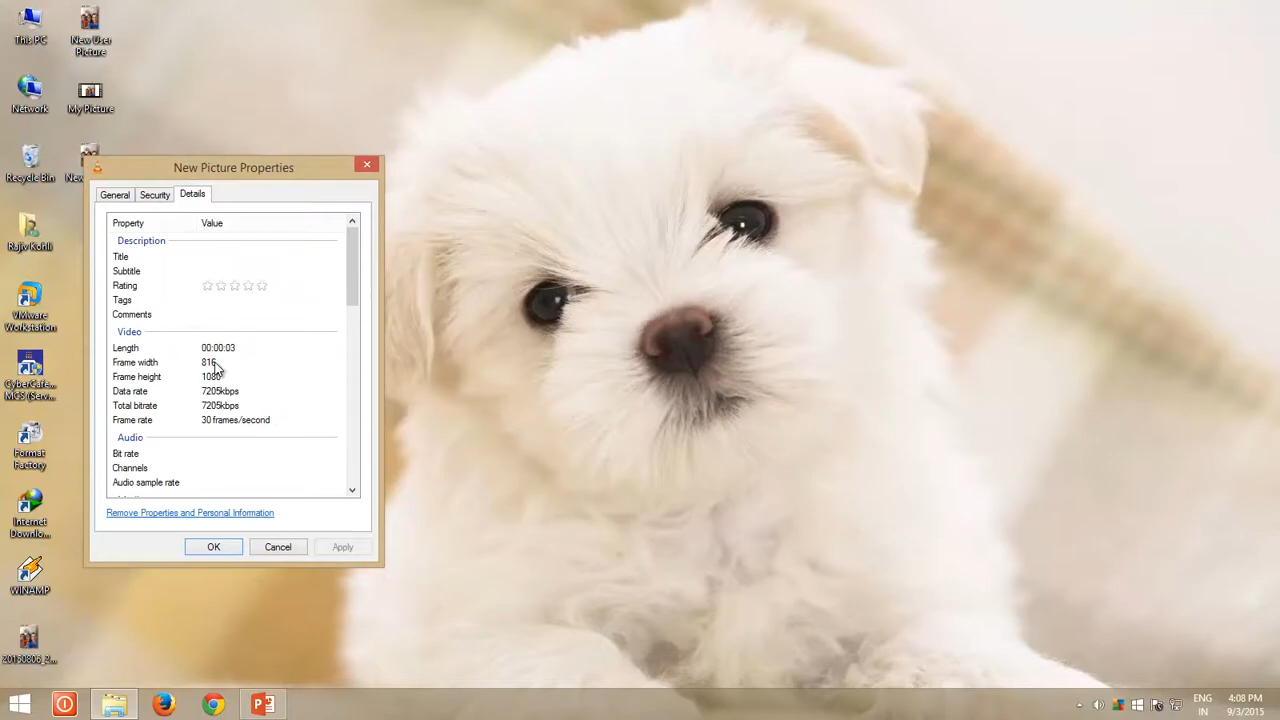 This PC
New User
Picture
Network
My Picture
Recycle Bin
Rajiv Kohli
VMware
Workstation
CyberCafe...
MCS (Serv...
Format
Factory
Internet
Downlo...
WINAMP
New Picture Properties
General
Security
Details
Property
Value
Description
Title
Subtitle
Rating
Tags
Comments
Video
Length
00:00:03
Frame width
816
Frame height
1080
Data rate
7205kbps
Total bitrate
7205kbps
Frame rate
30 frames/second
Audio
Bit rate
Channels
Audio sample rate
Remove Properties and Personal Information
OK
Cancel
Apply
ENG
IN
4:08 PM
9/3/2015